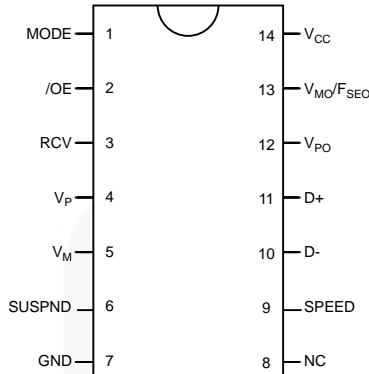 MODE 1 14 VCC
/OE 2 13 VMO/FSEO
RCV 3 12 VPO
VP 4 11 D+
VM 5 10 D-
SUSPND 6 9 SPEED
GND 7 8 NC